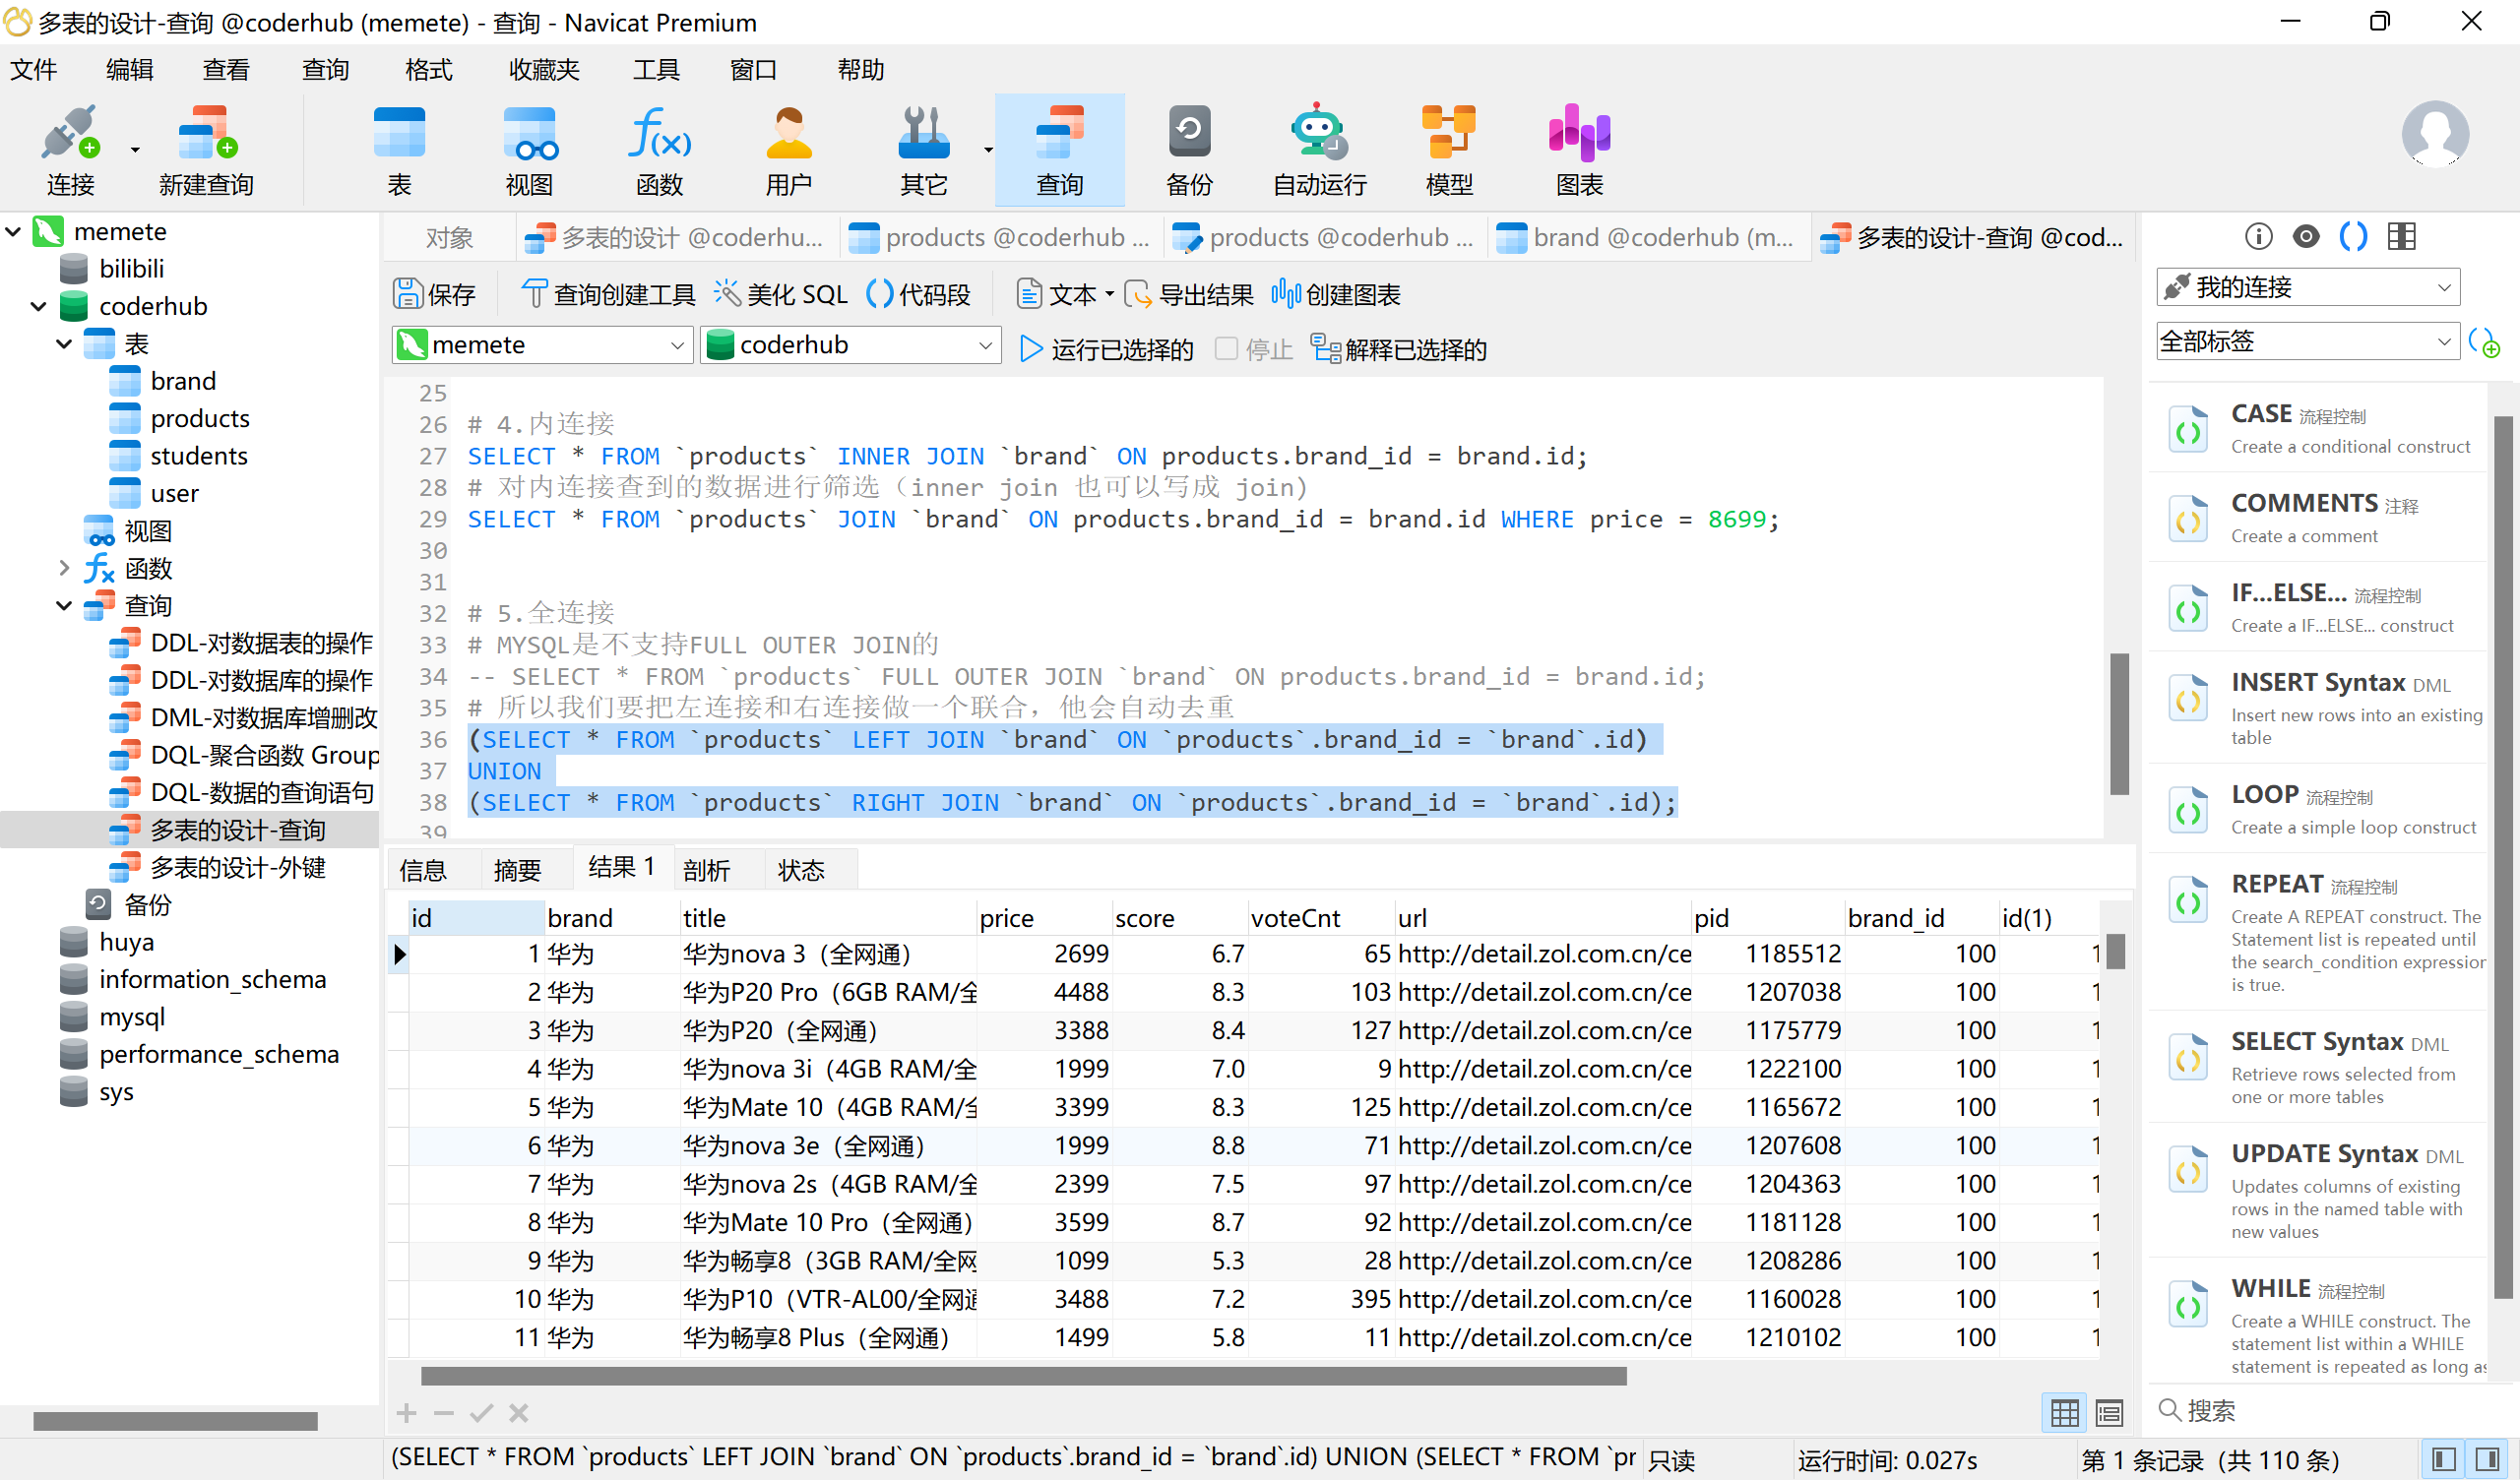 多表的设计-查询 @coderhub (memete) - 查询 - Navicat Premium
文件 编辑 查看 查询 格式 收藏夹 工具 窗口 帮助
连接 新建查询 表 视图 函数 用户 其它 查询 备份 自动运行 模型 图表
memete
bilibili
coderhub
表
brand
products
students
user
视图
函数
查询
DDL-对数据表的操作
DDL-对数据库的操作
DML-对数据库增删改
DQL-聚合函数 Group
DQL-数据的查询语句
多表的设计-查询
多表的设计-外键
备份
huya
information_schema
mysql
performance_schema
sys
对象 多表的设计 @coderhu... products @coderhub ... products @coderhub ... brand @coderhub (m... 多表的设计-查询 @cod...
保存 查询创建工具 美化 SQL 代码段 文本 导出结果 创建图表
memete coderhub 运行已选择的 停止 解释已选择的
25
26 # 4.内连接
27 SELECT * FROM `products` INNER JOIN `brand` ON products.brand_id = brand.id;
28 # 对内连接查到的数据进行筛选（inner join 也可以写成 join)
29 SELECT * FROM `products` JOIN `brand` ON products.brand_id = brand.id WHERE price = 8699;
30
31
32 # 5.全连接
33 # MYSQL是不支持FULL OUTER JOIN的
34 -- SELECT * FROM `products` FULL OUTER JOIN `brand` ON products.brand_id = brand.id;
35 # 所以我们要把左连接和右连接做一个联合，他会自动去重
36 (SELECT * FROM `products` LEFT JOIN `brand` ON `products`.brand_id = `brand`.id)
37 UNION
38 (SELECT * FROM `products` RIGHT JOIN `brand` ON `products`.brand_id = `brand`.id);
39
信息 摘要 结果 1 剖析 状态
id brand title price score voteCnt url pid brand_id id(1)
1 华为 华为nova 3（全网通） 2699 6.7 65 http://detail.zol.com.cn/ce 1185512 100 1
2 华为 华为P20 Pro（6GB RAM/全 4488 8.3 103 http://detail.zol.com.cn/ce 1207038 100 1
3 华为 华为P20（全网通） 3388 8.4 127 http://detail.zol.com.cn/ce 1175779 100 1
4 华为 华为nova 3i（4GB RAM/全 1999 7.0 9 http://detail.zol.com.cn/ce 1222100 100 1
5 华为 华为Mate 10（4GB RAM/全 3399 8.3 125 http://detail.zol.com.cn/ce 1165672 100 1
6 华为 华为nova 3e（全网通） 1999 8.8 71 http://detail.zol.com.cn/ce 1207608 100 1
7 华为 华为nova 2s（4GB RAM/全 2399 7.5 97 http://detail.zol.com.cn/ce 1204363 100 1
8 华为 华为Mate 10 Pro（全网通） 3599 8.7 92 http://detail.zol.com.cn/ce 1181128 100 1
9 华为 华为畅享8（3GB RAM/全网 1099 5.3 28 http://detail.zol.com.cn/ce 1208286 100 1
10 华为 华为P10（VTR-AL00/全网通 3488 7.2 395 http://detail.zol.com.cn/ce 1160028 100 1
11 华为 华为畅享8 Plus（全网通） 1499 5.8 11 http://detail.zol.com.cn/ce 1210102 100 1
(SELECT * FROM `products` LEFT JOIN `brand` ON `products`.brand_id = `brand`.id) UNION (SELECT * FROM `pr 只读 运行时间: 0.027s 第 1 条记录（共 110 条）
我的连接
全部标签
CASE 流程控制
Create a conditional construct
COMMENTS 注释
Create a comment
IF...ELSE... 流程控制
Create a IF...ELSE... construct
INSERT Syntax DML
Insert new rows into an existing
table
LOOP 流程控制
Create a simple loop construct
REPEAT 流程控制
Create A REPEAT construct. The
Statement list is repeated until
the search_condition expression
is true.
SELECT Syntax DML
Retrieve rows selected from
one or more tables
UPDATE Syntax DML
Updates columns of existing
rows in the named table with
new values
WHILE 流程控制
Create a WHILE construct. The
statement list within a WHILE
statement is repeated as long as
搜索